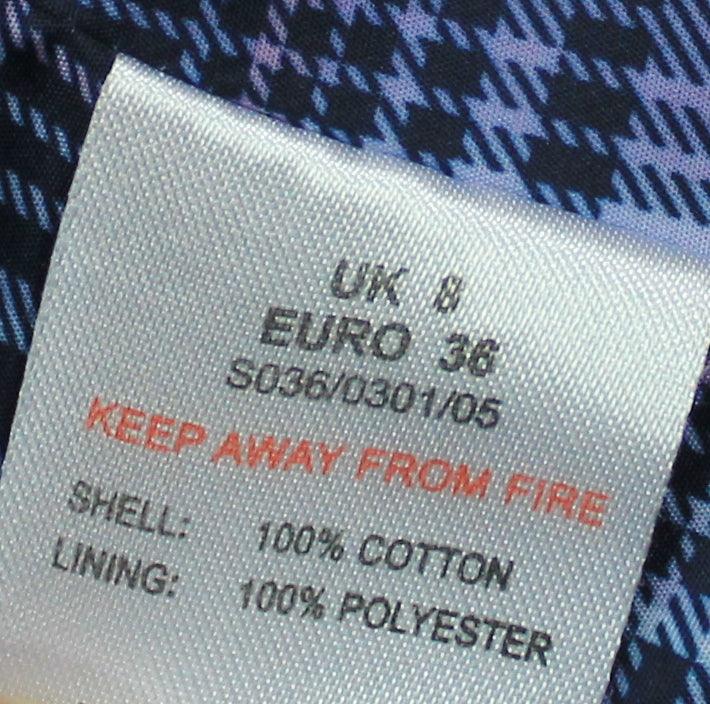 UK 8
EURO 36
S036/0301/05
KEEP AWAY FROM FIRE
SHELL: 100% COTTON
LINING: 100% POLYESTER